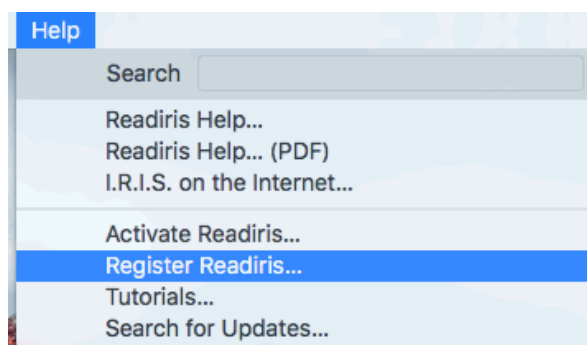 Help
Search
Readiris Help...
Readiris Help... (PDF)
I.R.I.S. on the Internet...
Activate Readiris...
Register Readiris...
Tutorials...
Search for Updates...